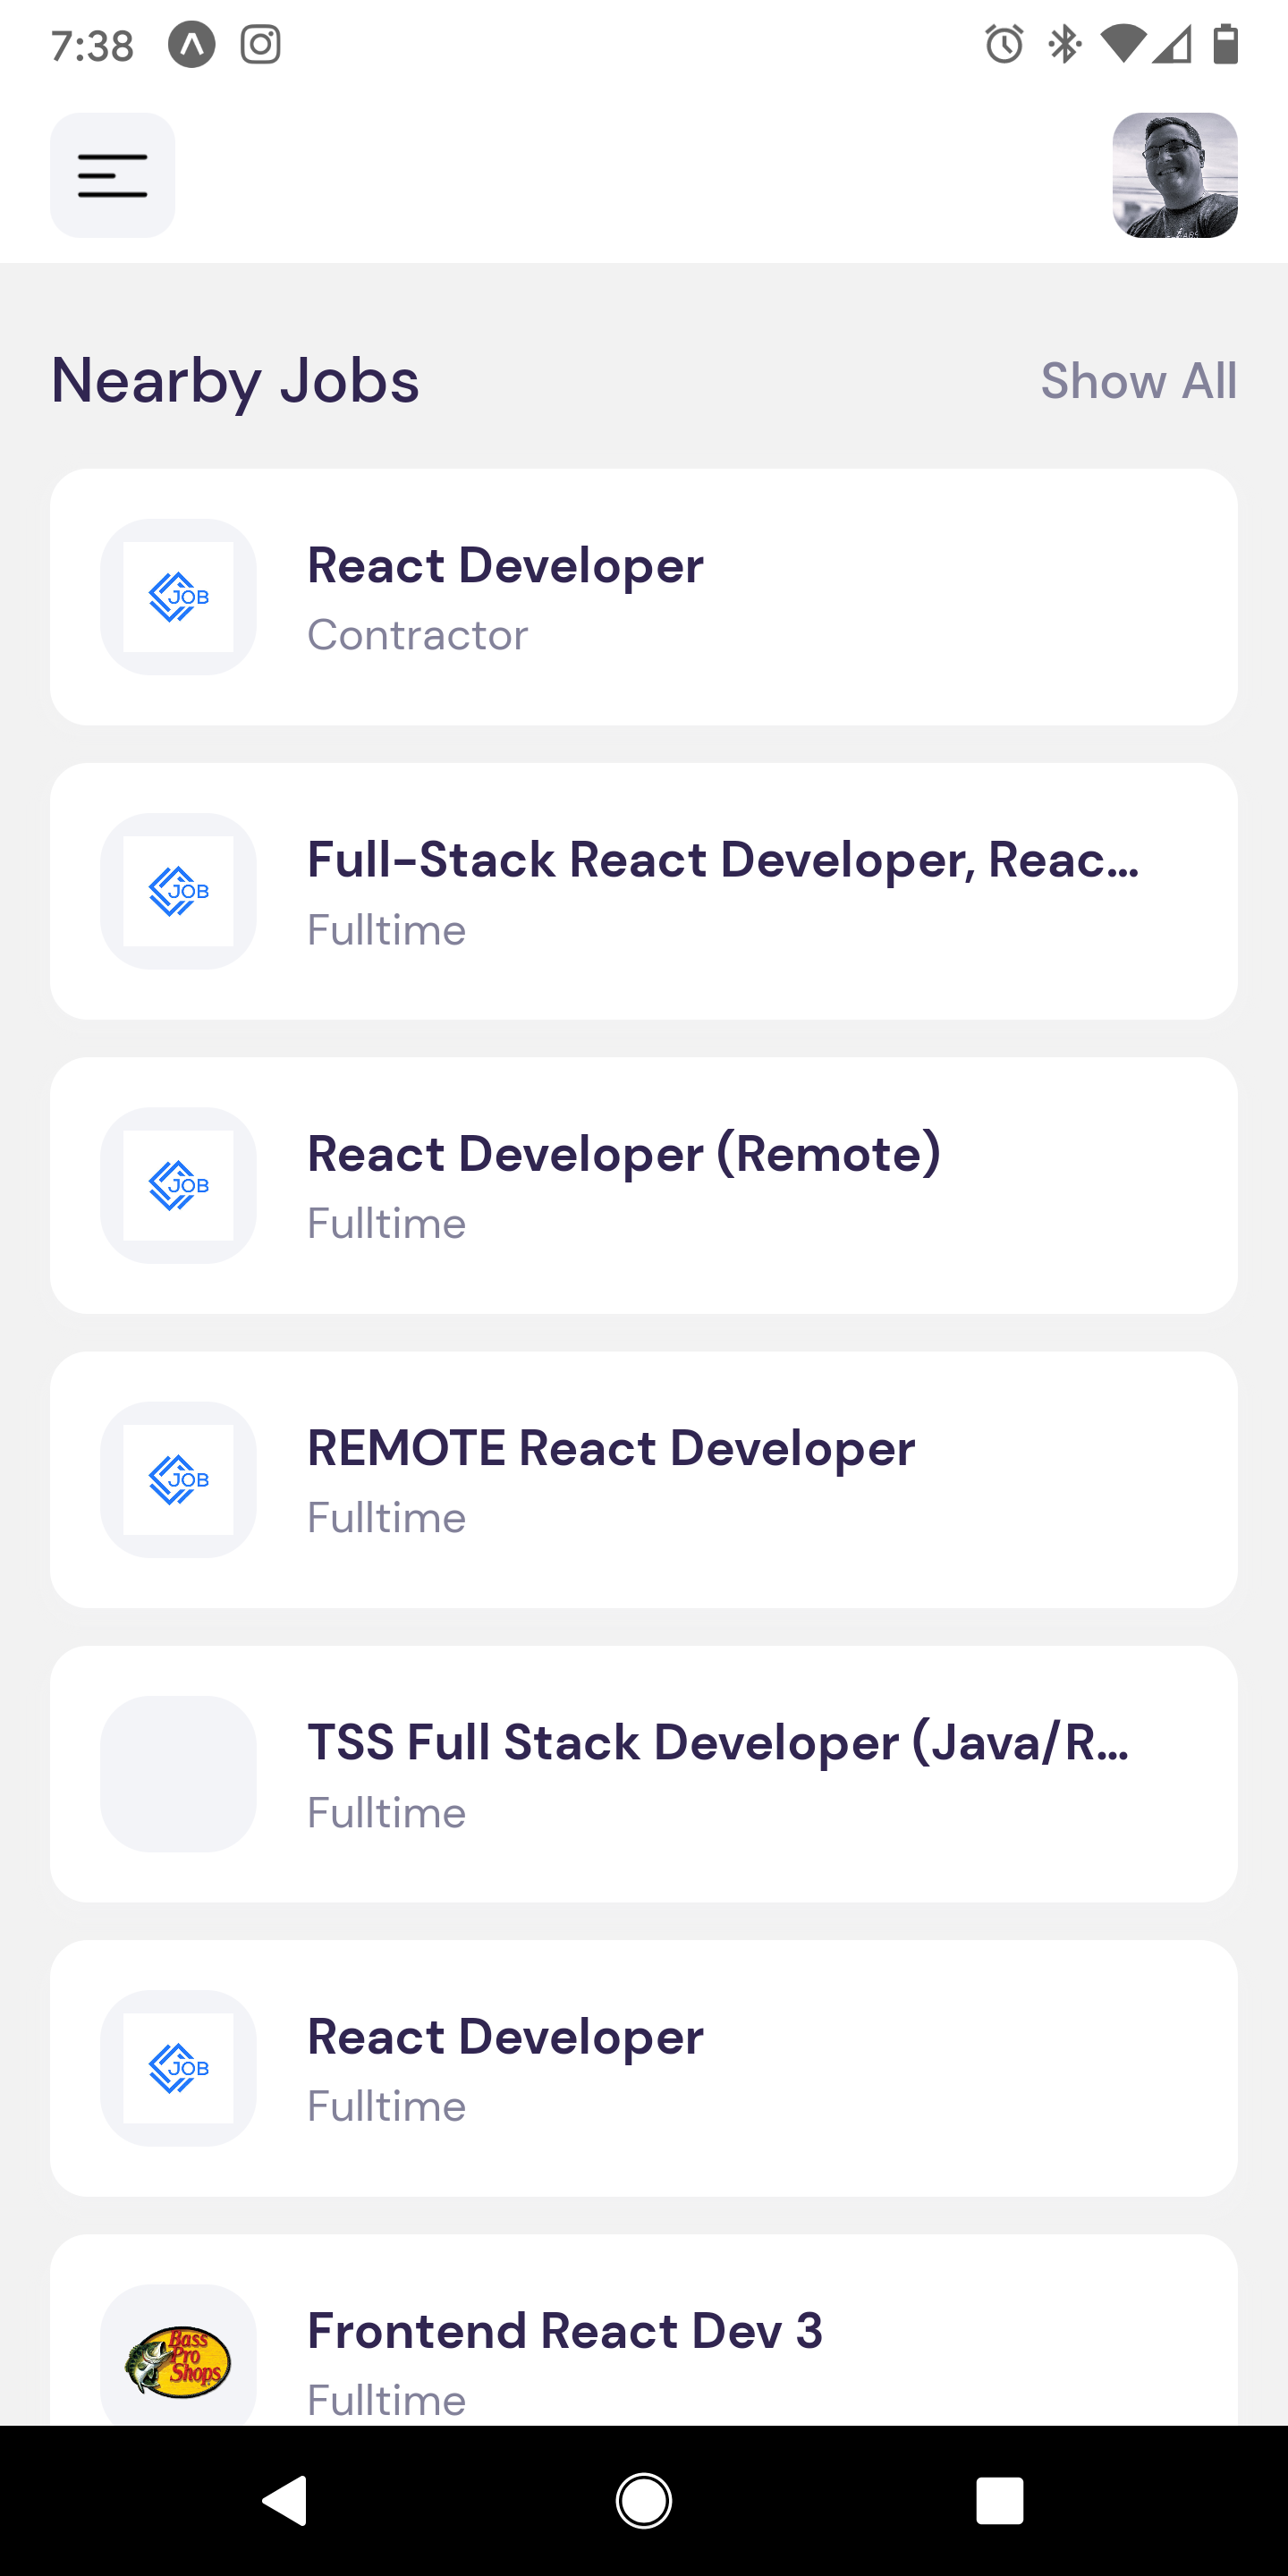 7:38
Nearby Jobs
Show All
JOB
React Developer
Contractor
JOB
Full-Stack React Developer, Reac...
Fulltime
JOB
React Developer (Remote)
Fulltime
JOB
REMOTE React Developer
Fulltime
TSS Full Stack Developer (Java/R...
Fulltime
JOB
React Developer
Fulltime
Bass
Pro
Shops
Frontend React Dev 3
Fulltime